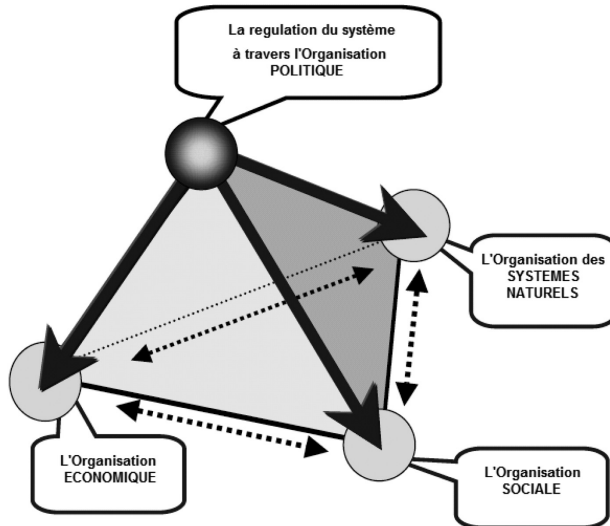 La regulation du système
à travers l'Organisation
POLITIQUE
L'Organisation des
SYSTEMES
NATURELS
L'Organisation
ECONOMIQUE
L'Organisation
SOCIALE